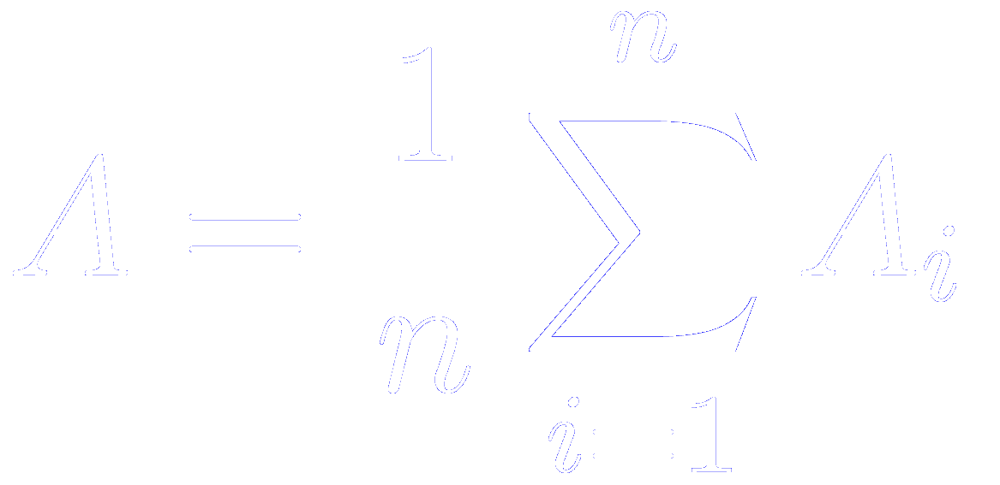 Λ = 1/n ∑_{i=1}^{n} Λ_i